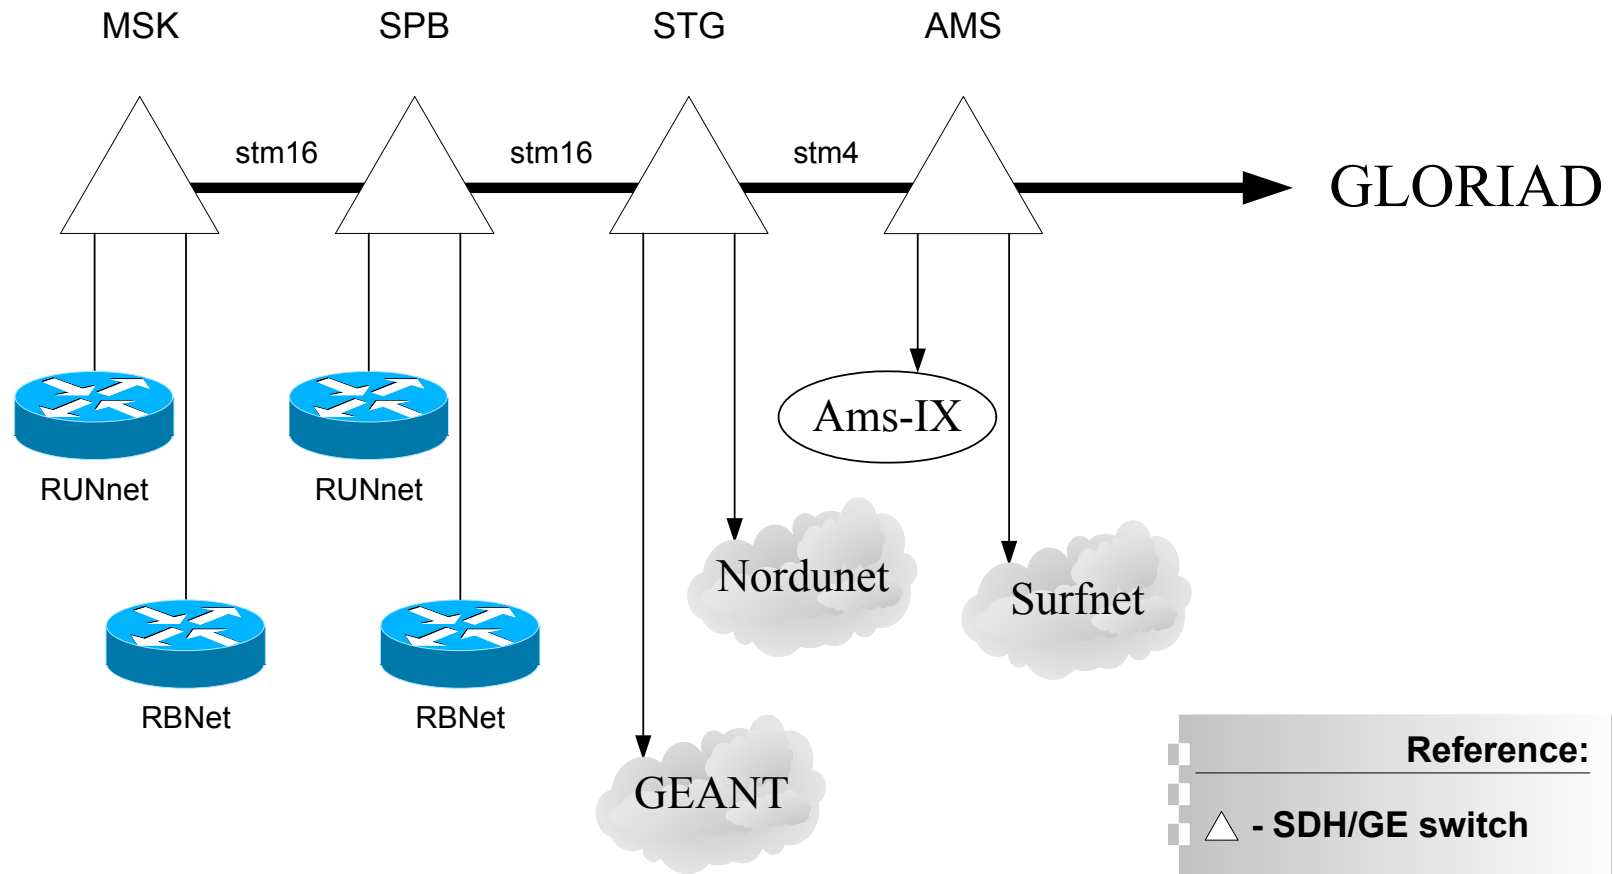 MSK SPB STG AMS
stm16 stm16 stm4
GLORIAD
Ams-IX
RUNnet RUNnet
Nordunet
Surfnet
RBNet RBNet
GEANT
Reference:
- SDH/GE switch